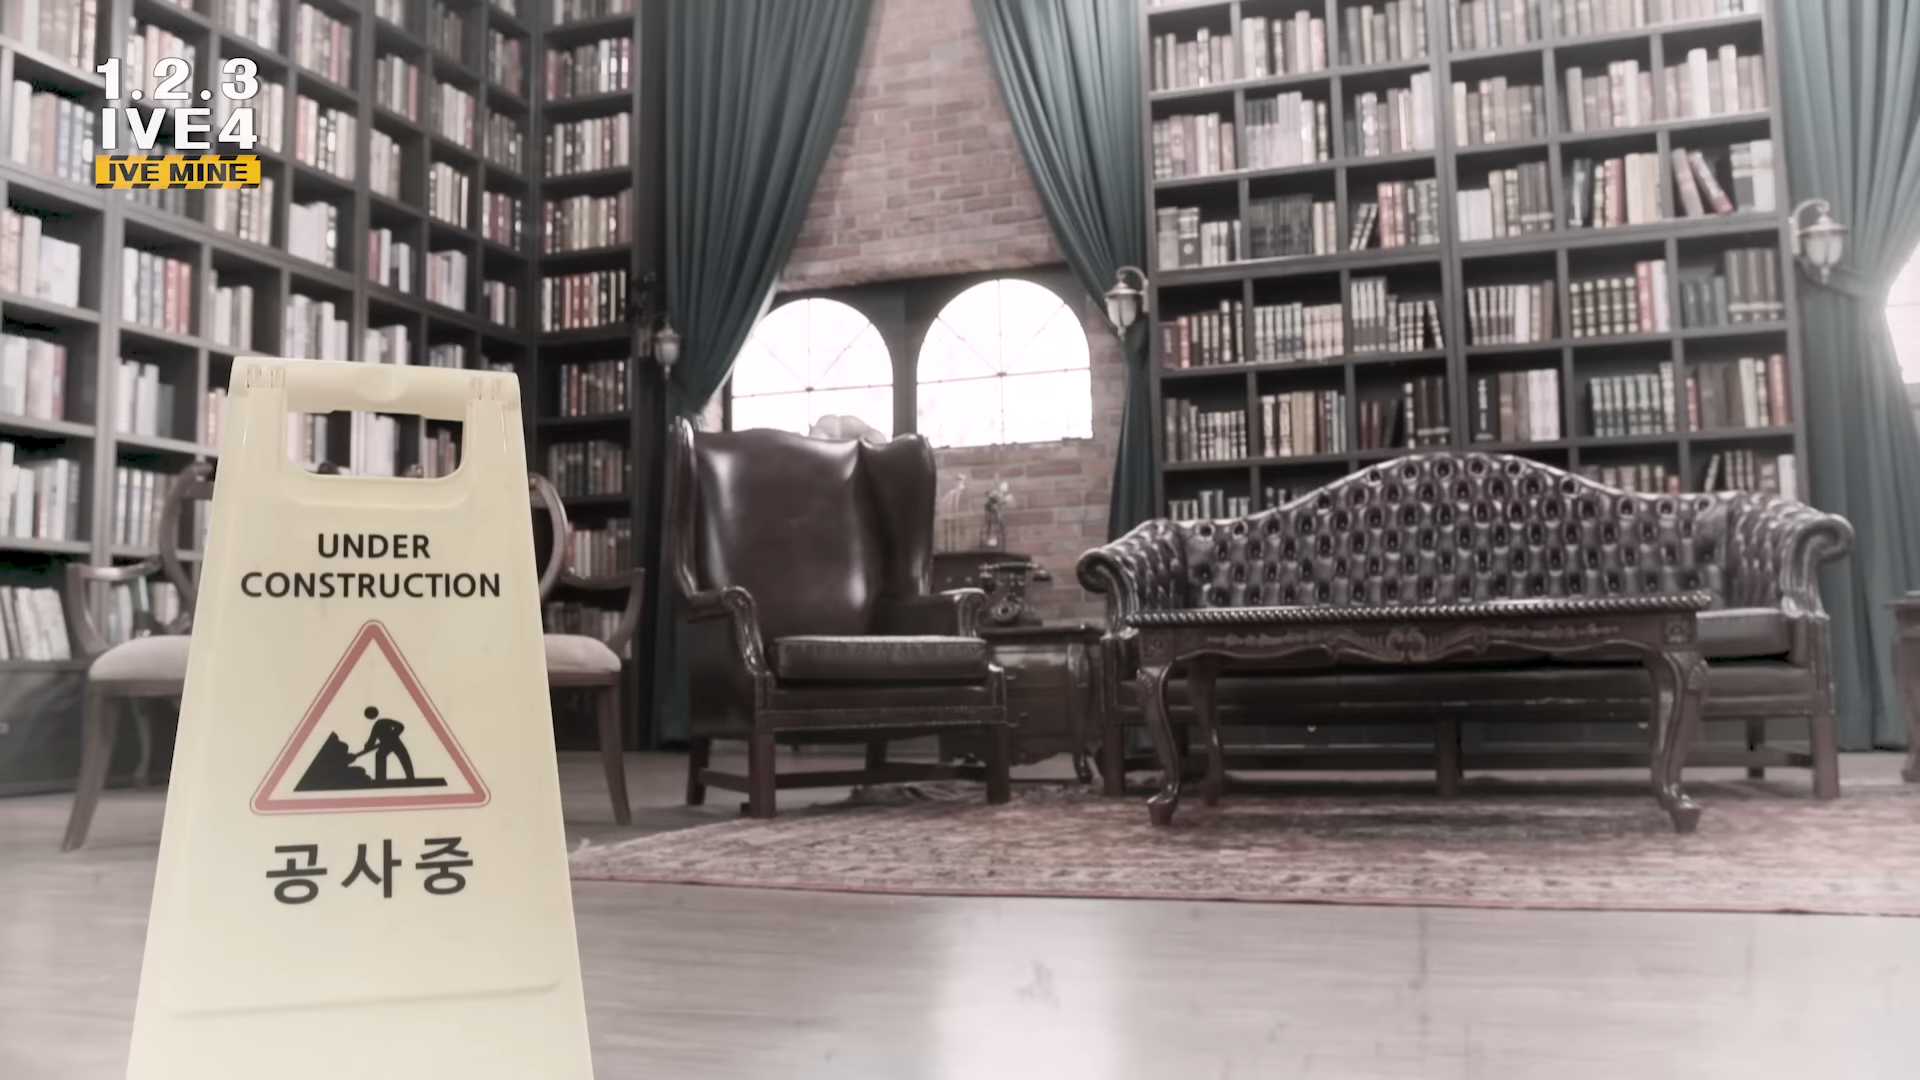 1.2.3
IVE4
IVE MINE
UNDER
CONSTRUCTION
공사중